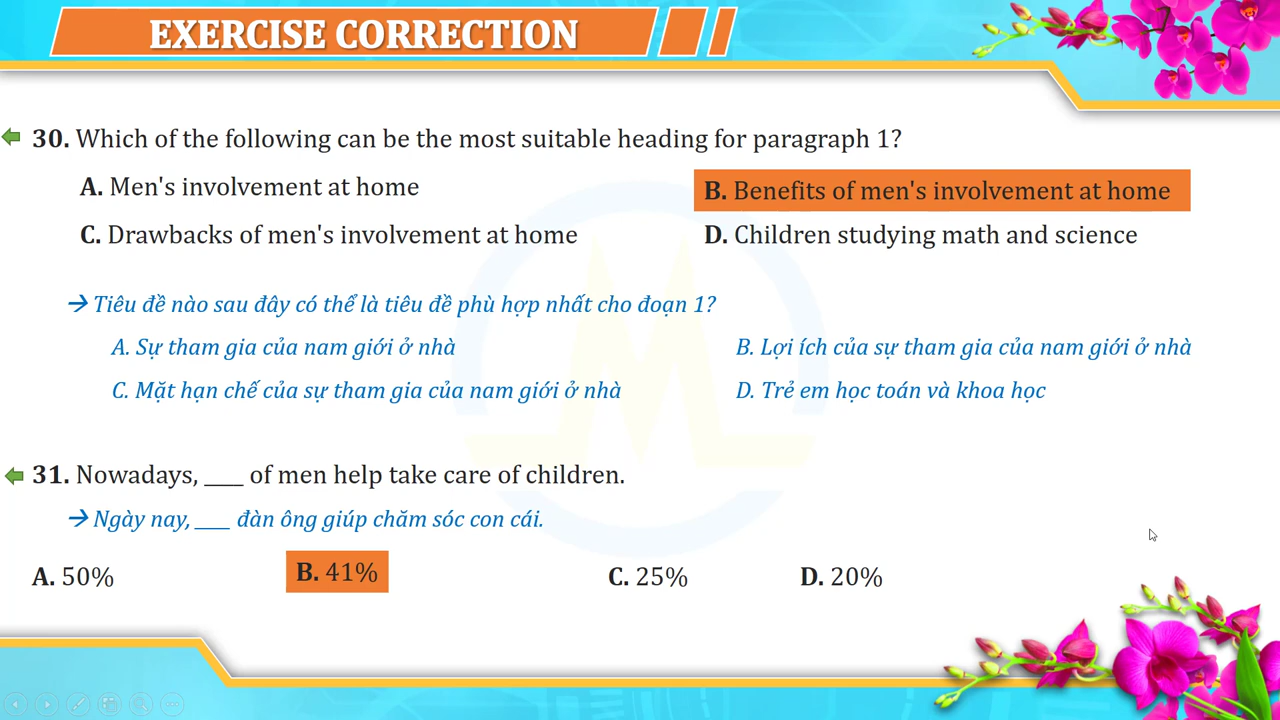 EXERCISE CORRECTION
30. Which of the following can be the most suitable heading for paragraph 1?
A. Men's involvement at home
B. Benefits of men's involvement at home
C. Drawbacks of men's involvement at home
D. Children studying math and science
→ Tiêu đề nào sau đây có thể là tiêu đề phù hợp nhất cho đoạn 1?
A. Sự tham gia của nam giới ở nhà
B. Lợi ích của sự tham gia của nam giới ở nhà
C. Mặt hạn chế của sự tham gia của nam giới ở nhà
D. Trẻ em học toán và khoa học
31. Nowadays, ___ of men help take care of children.
→ Ngày nay, ___ đàn ông giúp chăm sóc con cái.
A. 50%
B. 41%
C. 25%
D. 20%